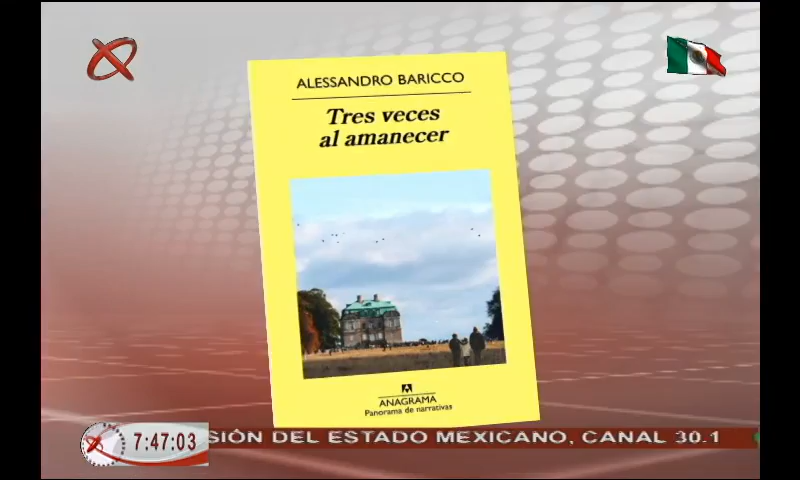 ALESSANDRO BARICCO
Tres veces
al amanecer
ANAGRAMA
Panorama de narrativas
7:47:03
SIÓN DEL ESTADO MEXICANO, CANAL 30.1